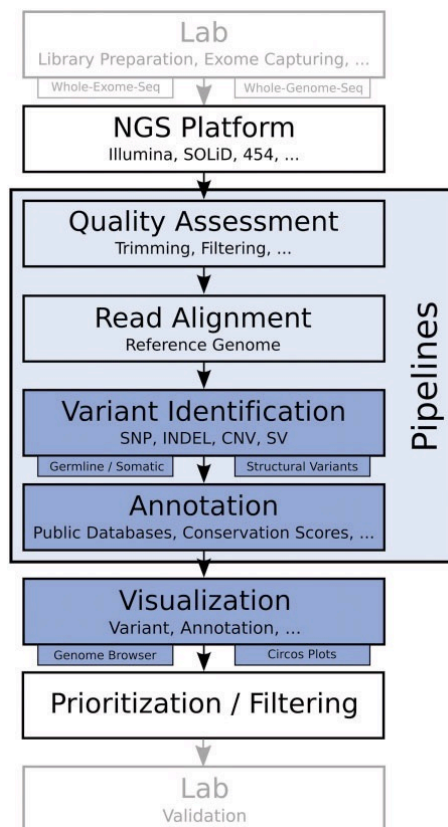 Lab
Library Preparation, Exome Capturing, ...
Whole-Exome-Seq
Whole-Genome-Seq
NGS Platform
Illumina, SOLiD, 454, ...
Pipelines
Quality Assessment
Trimming, Filtering, ...
Read Alignment
Reference Genome
Variant Identification
SNP, INDEL, CNV, SV
Germline / Somatic
Structural Variants
Annotation
Public Databases, Conservation Scores, ...
Visualization
Variant, Annotation, ...
Genome Browser
Circos Plots
Prioritization / Filtering
Lab
Validation